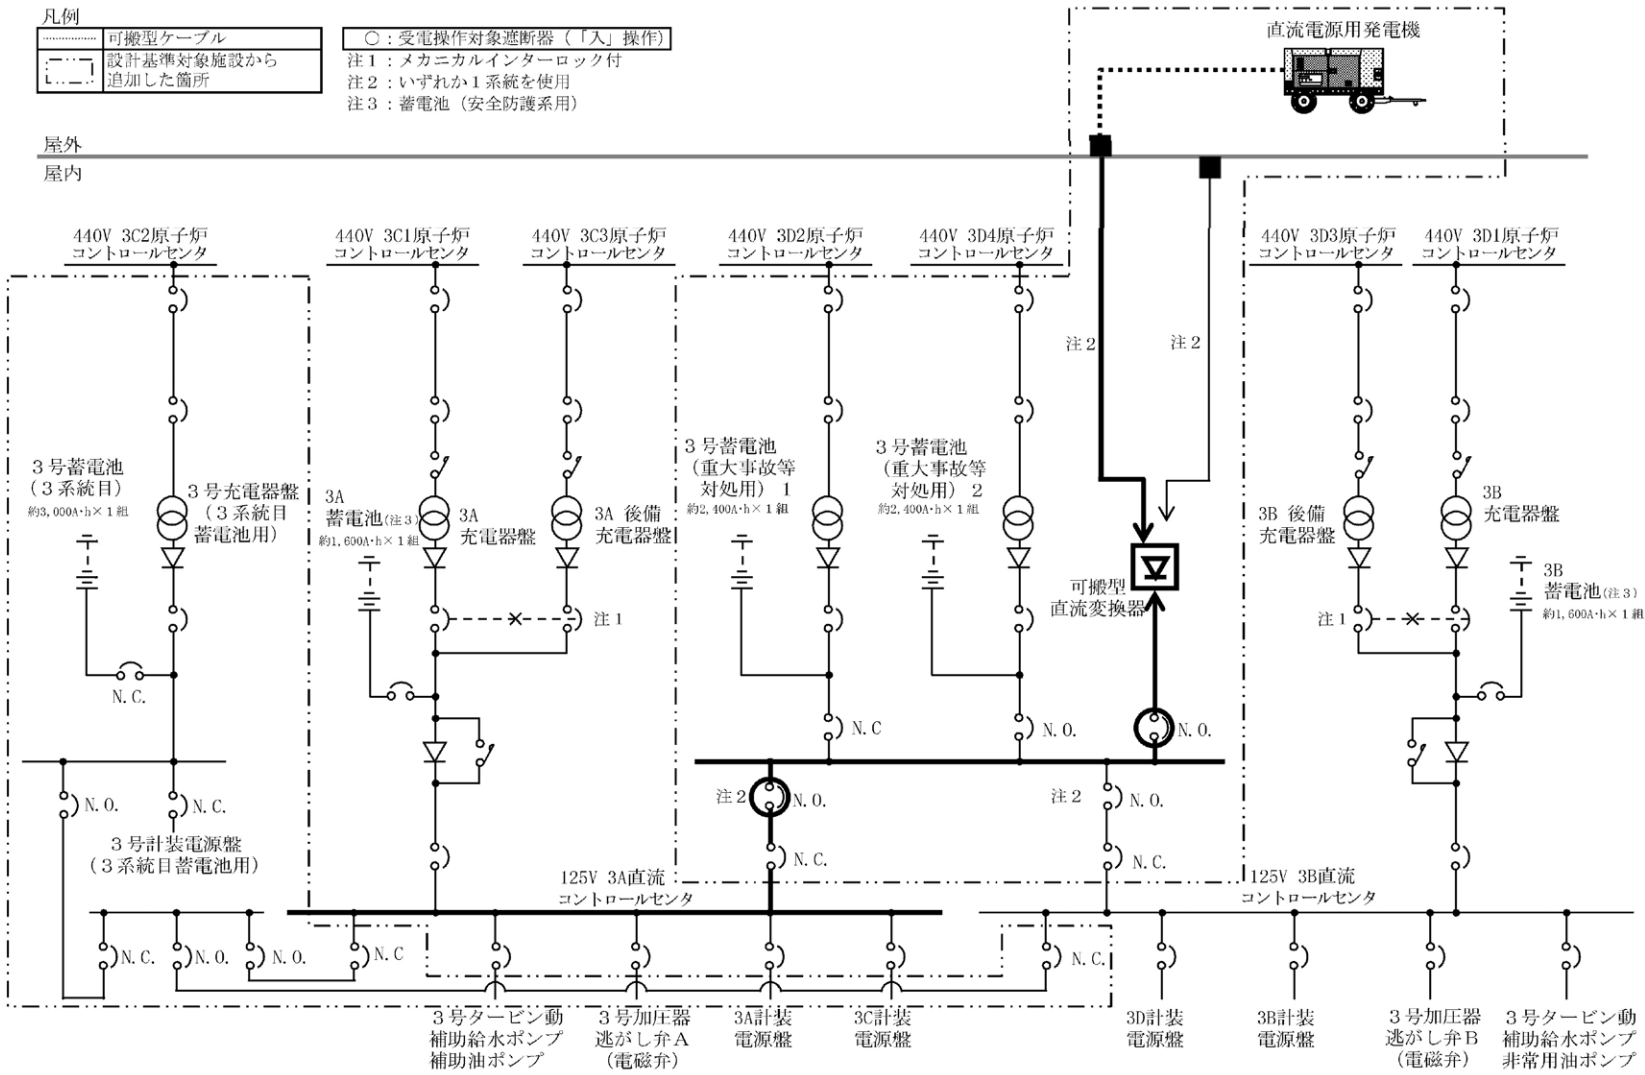 凡例
可搬型ケーブル
設計基準対象施設から
追加した箇所
○：受電操作対象遮断器（「入」操作）
注１：メカニカルインターロック付
注２：いずれか１系統を使用
注３：蓄電池（安全防護系用）
直流電源用発電機
屋外
屋内
440V 3C2原子炉
コントロールセンタ
440V 3C1原子炉
コントロールセンタ
440V 3C3原子炉
コントロールセンタ
440V 3D2原子炉
コントロールセンタ
440V 3D4原子炉
コントロールセンタ
440V 3D3原子炉
コントロールセンタ
440V 3D1原子炉
コントロールセンタ
注２
注２
３号蓄電池
（３系統目）
約3,000A･h×１組
３号充電器盤
（３系統目
蓄電池用）
3A
蓄電池(注３)
約1,600A･h×１組
3A
充電器盤
3A 後備
充電器盤
３号蓄電池
（重大事故等
対処用）１
約2,400A･h×１組
３号蓄電池
（重大事故等
対処用）２
約2,400A･h×１組
可搬型
直流変換器
3B 後備
充電器盤
3B
充電器盤
3B
蓄電池(注３)
約1,600A･h×１組
注１
注１
N.C.
N.C
N.O.
N.O.
N.O.
N.C.
注２
N.O.
注２
N.O.
３号計装電源盤
（３系統目蓄電池用）
N.C.
N.C.
125V 3A直流
コントロールセンタ
125V 3B直流
コントロールセンタ
N.C.
N.O.
N.O.
N.C
N.C.
３号タービン動
補助給水ポンプ
補助油ポンプ
３号加圧器
逃がし弁Ａ
（電磁弁）
3A計装
電源盤
3C計装
電源盤
3D計装
電源盤
3B計装
電源盤
３号加圧器
逃がし弁Ｂ
（電磁弁）
３号タービン動
補助給水ポンプ
非常用油ポンプ